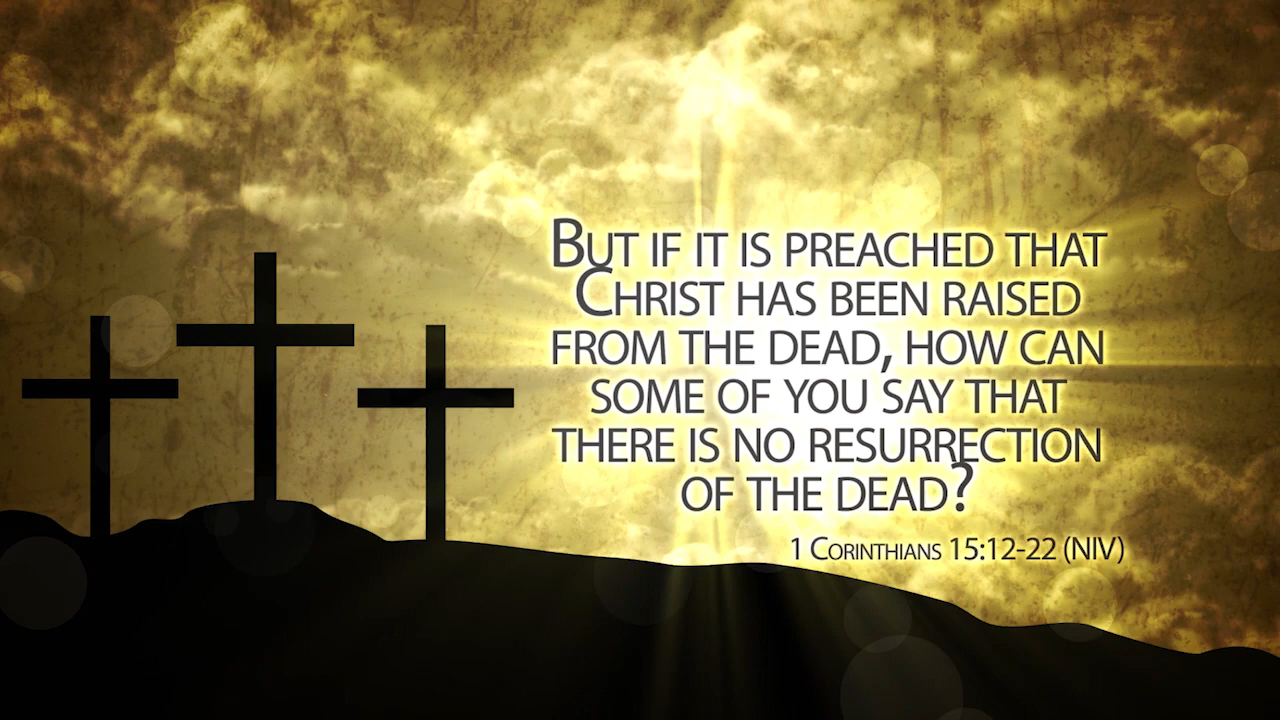 But if it is preached that
Christ has been raised
from the dead, how can
some of you say that
there is no resurrection
of the dead?
1 Corinthians 15:12-22 (NIV)